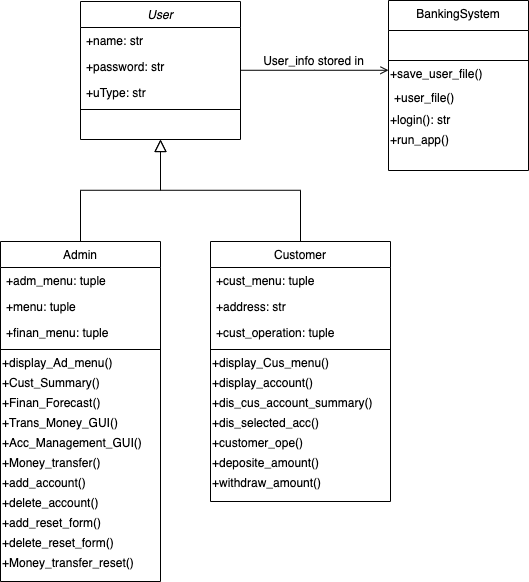 User
+name: str
+password: str
+uType: str
User_info stored in
BankingSystem
+save_user_file()
+user_file()
+login(): str
+run_app()
Admin
+adm_menu: tuple
+menu: tuple
+finan_menu: tuple
+display_Ad_menu()
+Cust_Summary()
+Finan_Forecast()
+Trans_Money_GUI()
+Acc_Management_GUI()
+Money_transfer()
+add_account()
+delete_account()
+add_reset_form()
+delete_reset_form()
+Money_transfer_reset()
Customer
+cust_menu: tuple
+address: str
+cust_operation: tuple
+display_Cus_menu()
+display_account()
+dis_cus_account_summary()
+dis_selected_acc()
+customer_ope()
+deposite_amount()
+withdraw_amount()